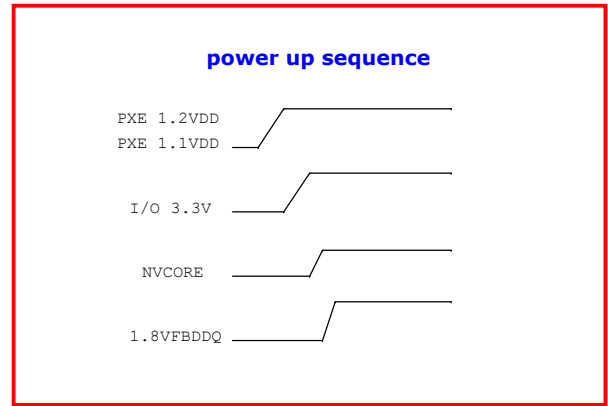 power up sequence
PXE 1.2VDD
PXE 1.1VDD
I/O 3.3V
NVCORE
1.8VFBDDQ